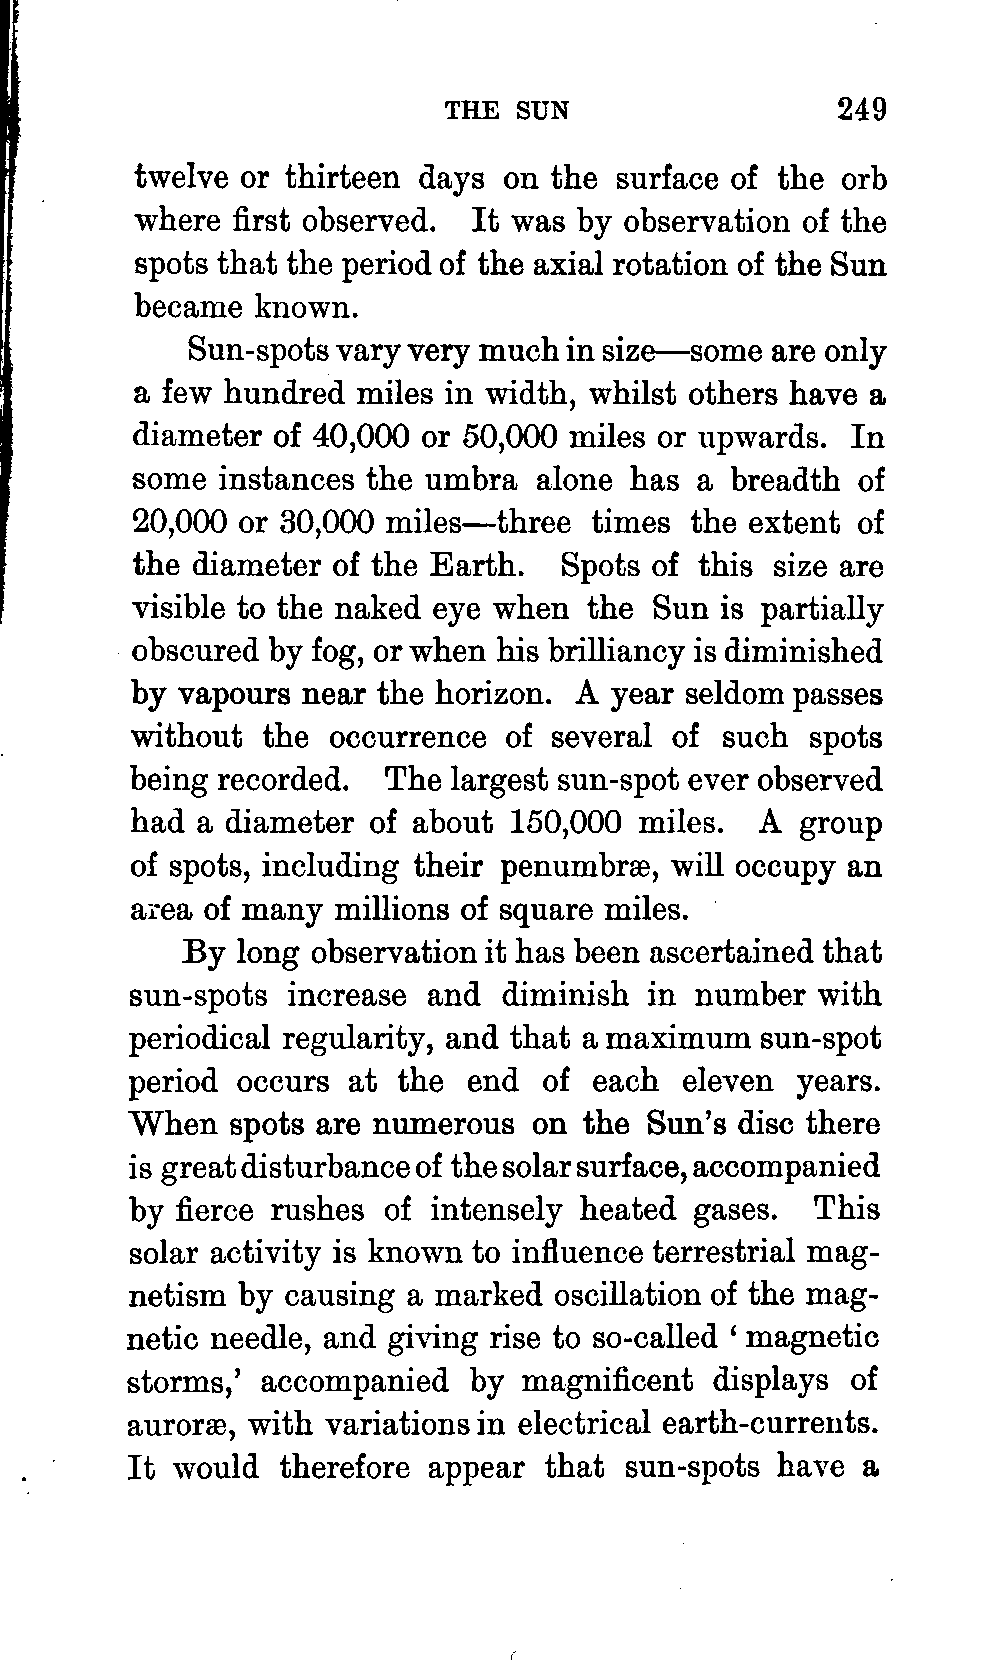 THE SUN 249
twelve or thirteen days on the surface of the orb
where first observed. It was by observation of the
spots that the period of the axial rotation of the Sun
became known.
Sun-spots vary very much in size—some are only
a few hundred miles in width, whilst others have a
diameter of 40,000 or 50,000 miles or upwards. In
some instances the umbra alone has a breadth of
20,000 or 30,000 miles—three times the extent of
the diameter of the Earth. Spots of this size are
visible to the naked eye when the Sun is partially
obscured by fog, or when his brilliancy is diminished
by vapours near the horizon. A year seldom passes
without the occurrence of several of such spots
being recorded. The largest sun-spot ever observed
had a diameter of about 150,000 miles. A group
of spots, including their penumbræ, will occupy an
area of many millions of square miles.
By long observation it has been ascertained that
sun-spots increase and diminish in number with
periodical regularity, and that a maximum sun-spot
period occurs at the end of each eleven years.
When spots are numerous on the Sun's disc there
is great disturbance of the solar surface, accompanied
by fierce rushes of intensely heated gases. This
solar activity is known to influence terrestrial mag-
netism by causing a marked oscillation of the mag-
netic needle, and giving rise to so-called ‘magnetic
storms,’ accompanied by magnificent displays of
auroræ, with variations in electrical earth-currents.
It would therefore appear that sun-spots have a